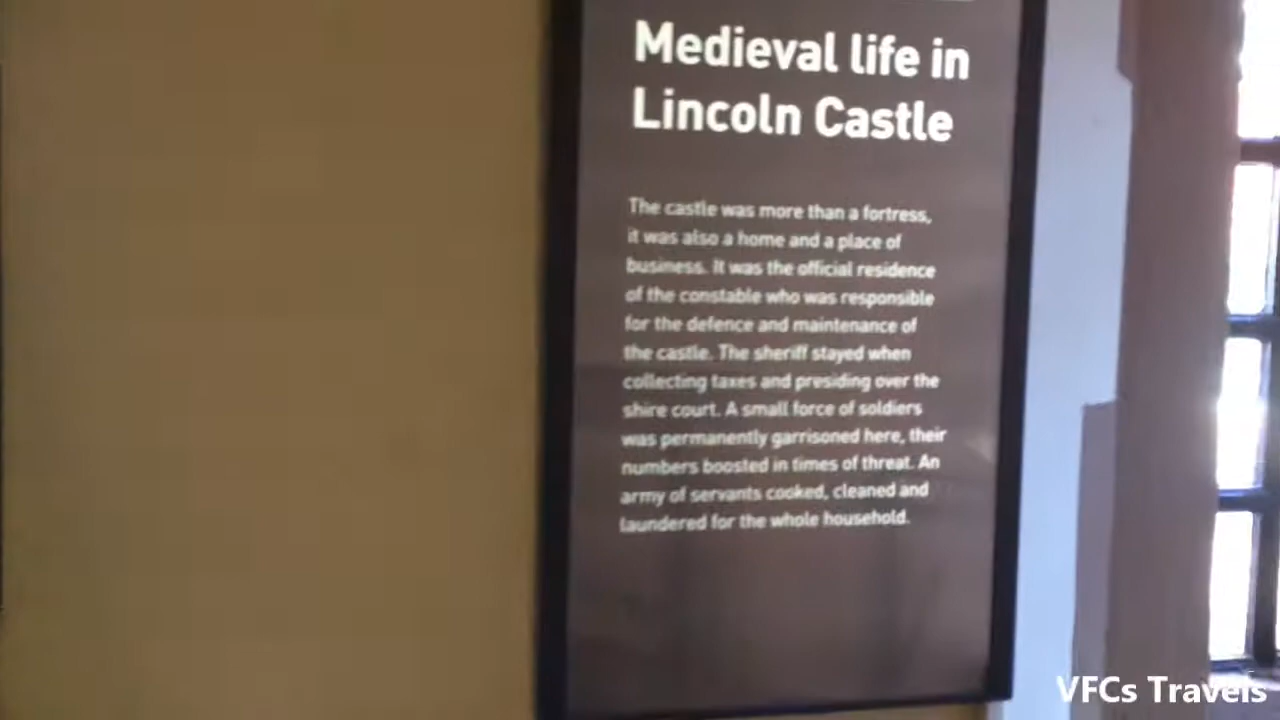 Medieval life in
Lincoln Castle
The castle was more than a fortress,
it was also a home and a place of
business. It was the official residence
of the constable who was responsible
for the defence and maintenance of
the castle. The sheriff stayed when
collecting taxes and presiding over the
shire court. A small force of soldiers
was permanently garrisoned here, their
numbers boosted in times of threat. An
army of servants cooked, cleaned and
laundered for the whole household.
VFCs Travels